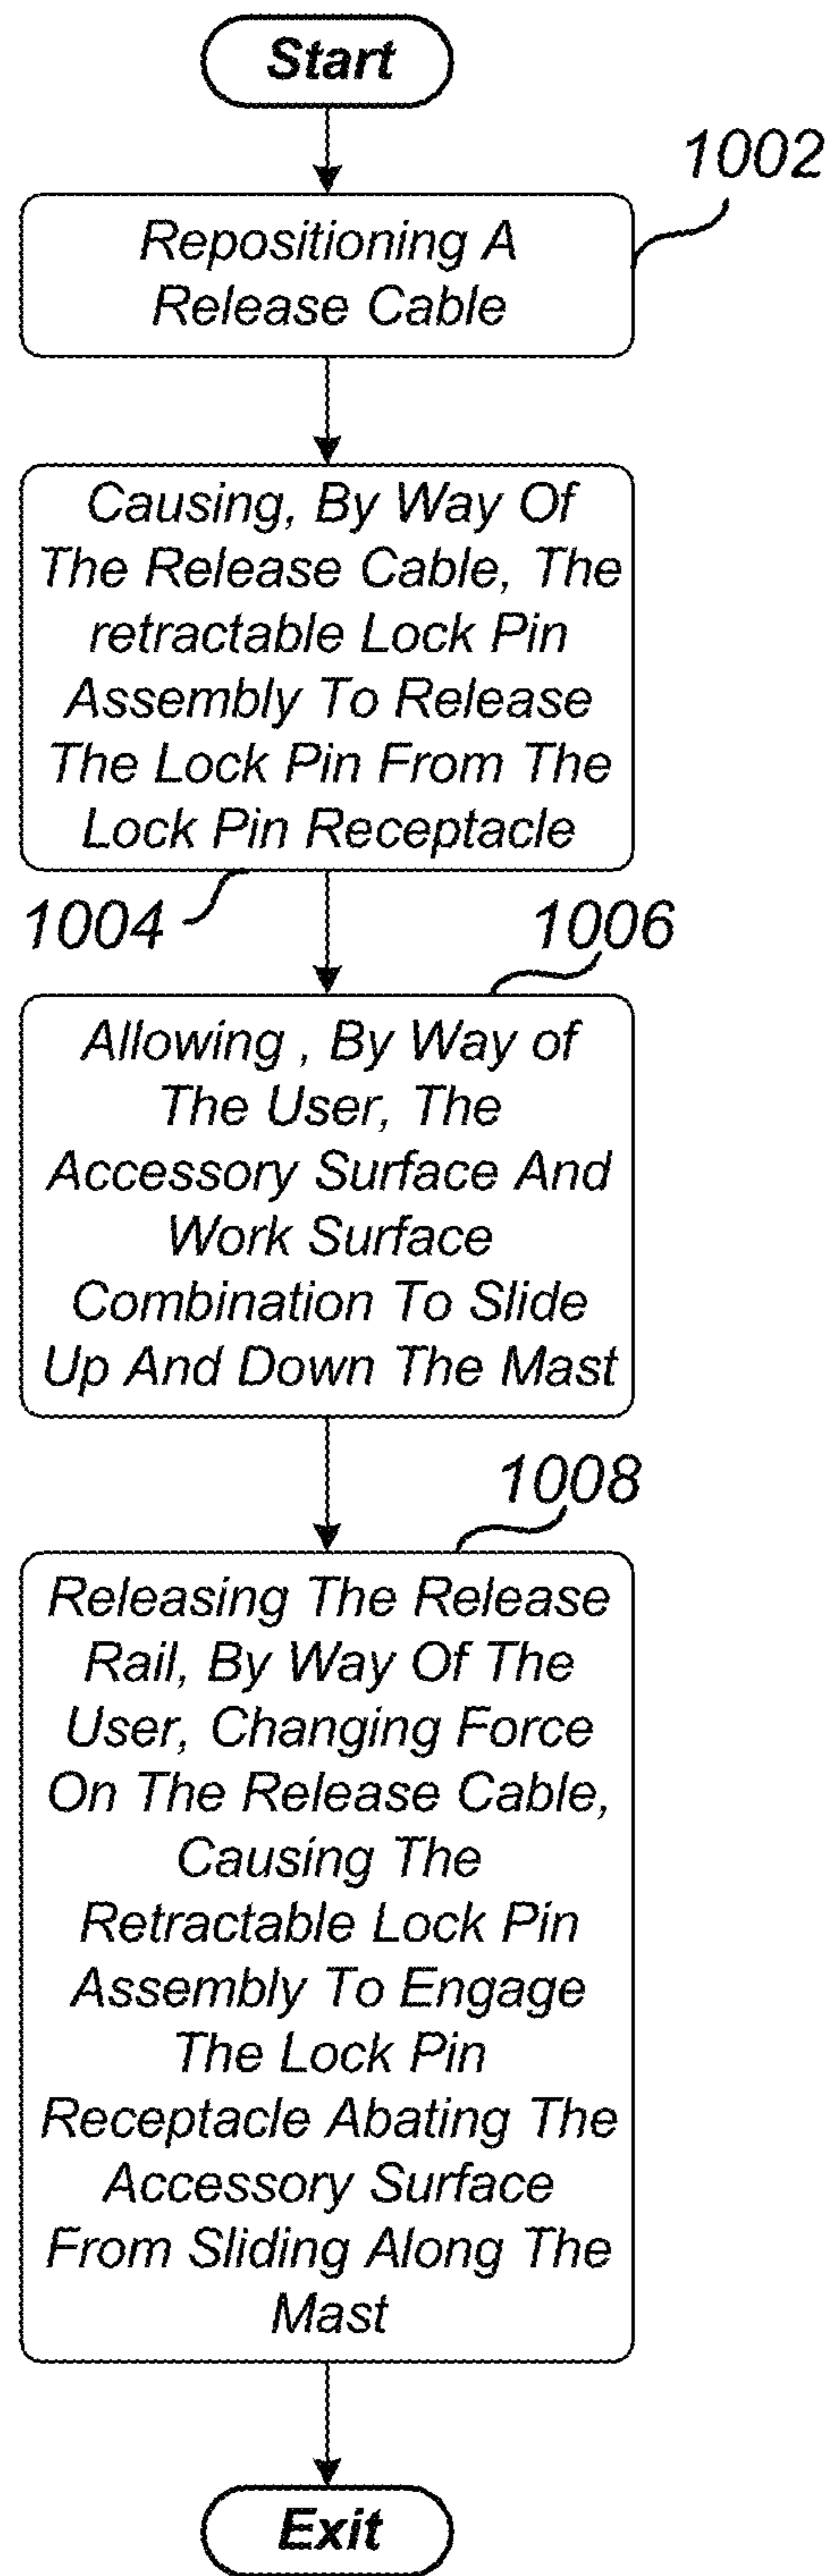 Start
1002
Repositioning A
Release Cable
Causing, By Way Of
The Release Cable, The
retractable Lock Pin
Assembly To Release
The Lock Pin From The
Lock Pin Receptacle
1004
1006
Allowing , By Way of
The User, The
Accessory Surface And
Work Surface
Combination To Slide
Up And Down The Mast
1008
Releasing The Release
Rail, By Way Of The
User, Changing Force
On The Release Cable,
Causing The
Retractable Lock Pin
Assembly To Engage
The Lock Pin
Receptacle Abating The
Accessory Surface
From Sliding Along The
Mast
Exit